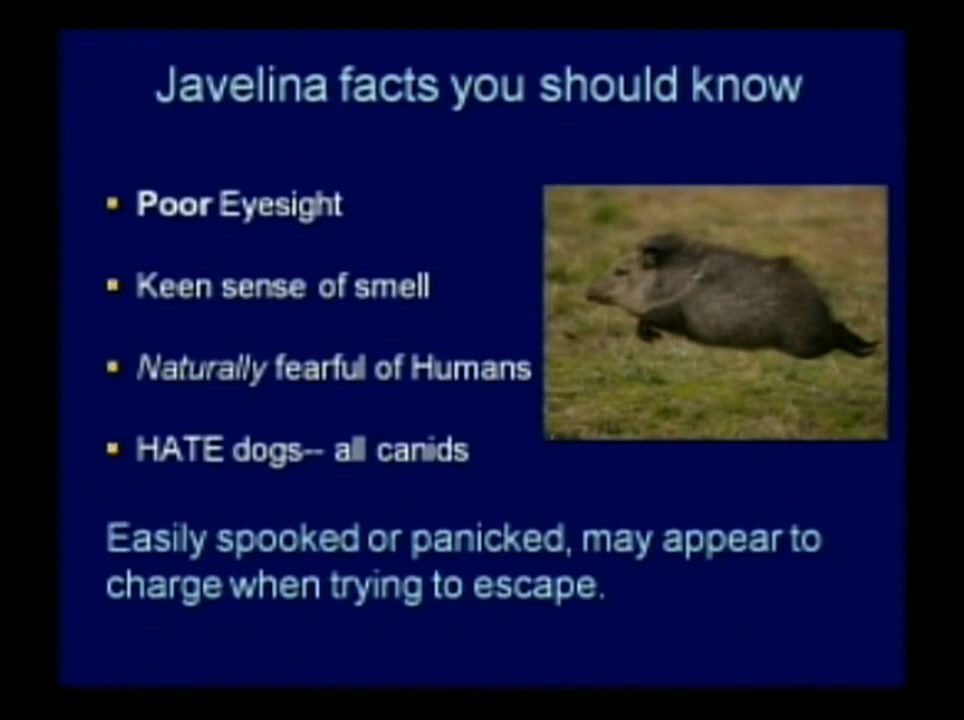 Javelina facts you should know
Poor Eyesight
Keen sense of smell
Naturally fearful of Humans
HATE dogs-- all canids
Easily spooked or panicked, may appear to
charge when trying to escape.